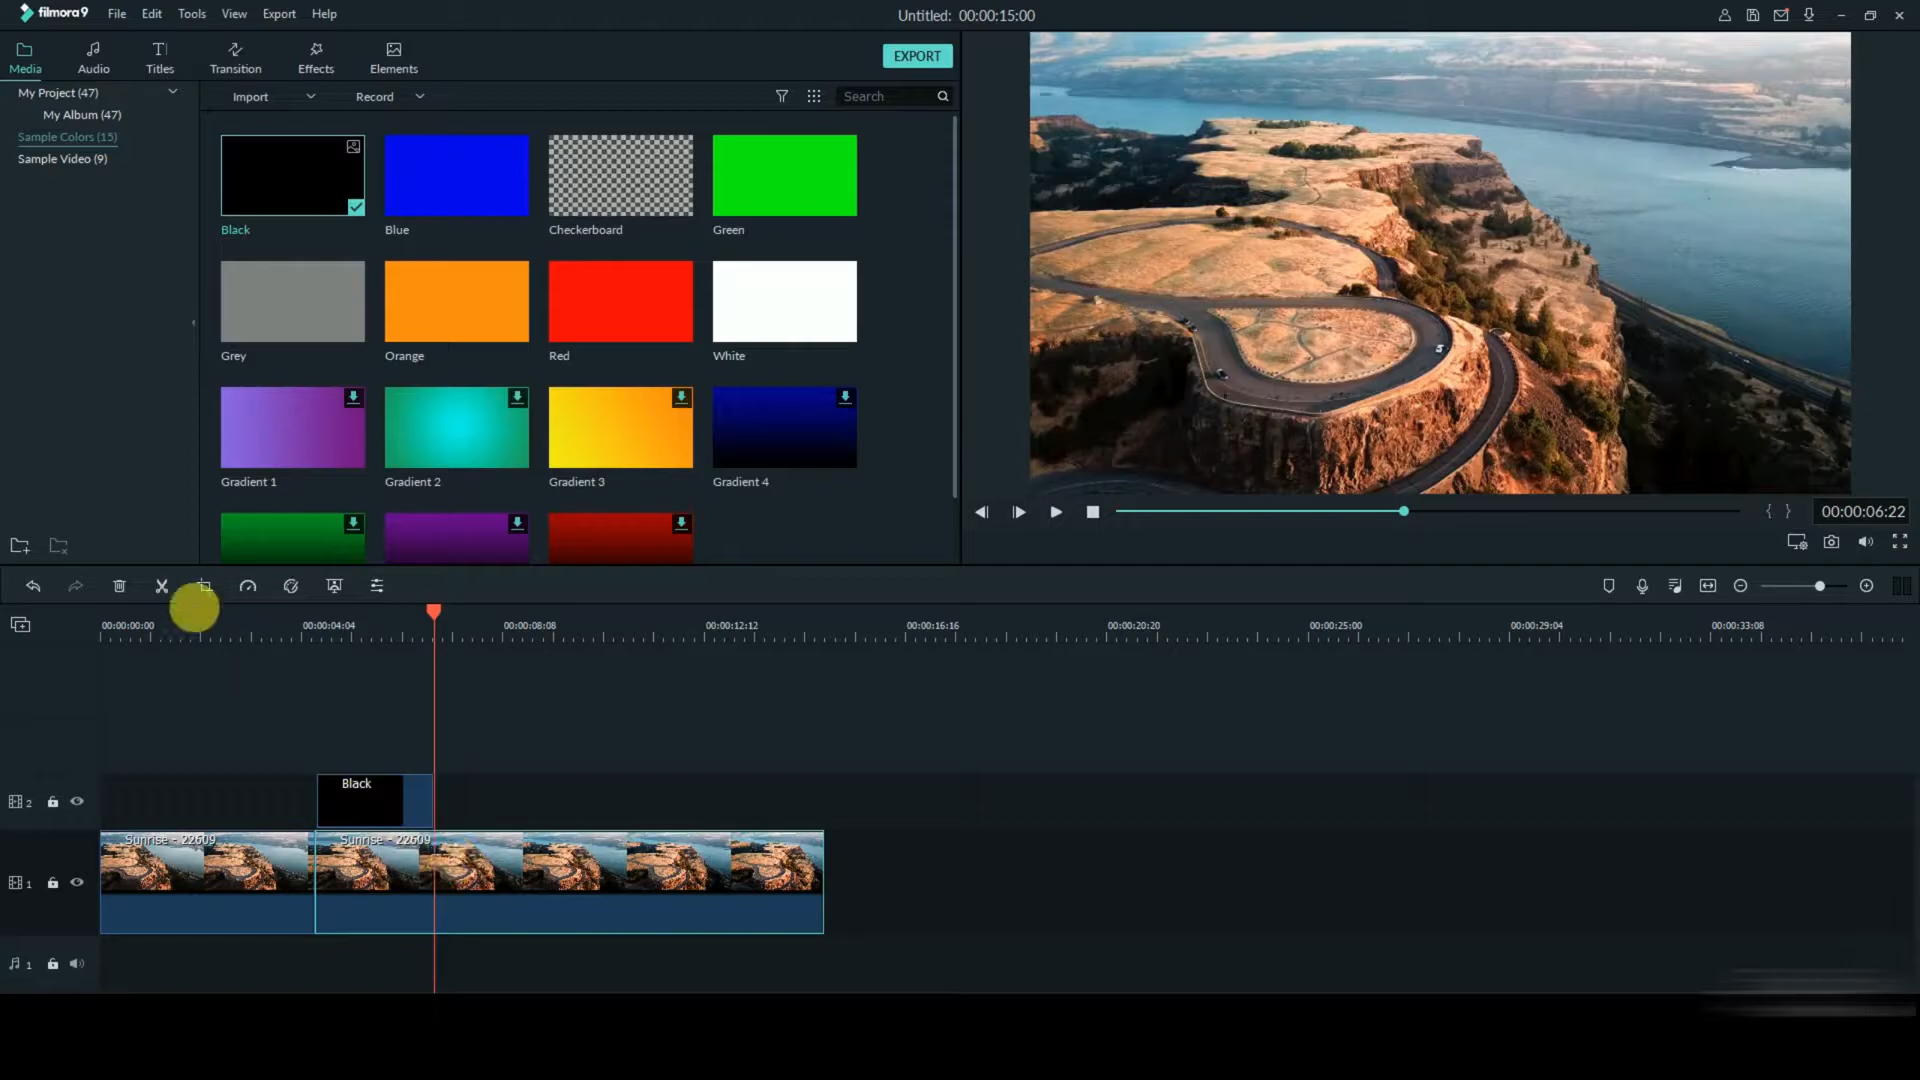 filmora9 File Edit Tools View Export Help Untitled: 00:00:15:00
Media Audio Titles Transition Effects Elements EXPORT
My Project (47)
My Album (47)
Sample Colors (15)
Sample Video (9)
Import Record Search
Black Blue Checkerboard Green
Grey Orange Red White
Gradient 1 Gradient 2 Gradient 3 Gradient 4
{ } 00:00:06:22
00:00:00:00 00:00:04:04 00:00:08:08 00:00:12:12 00:00:16:16 00:00:20:20 00:00:25:00 00:00:29:04 00:00:33:08
2 Black
Sunrise - 22609 Sunrise - 22609
1
1